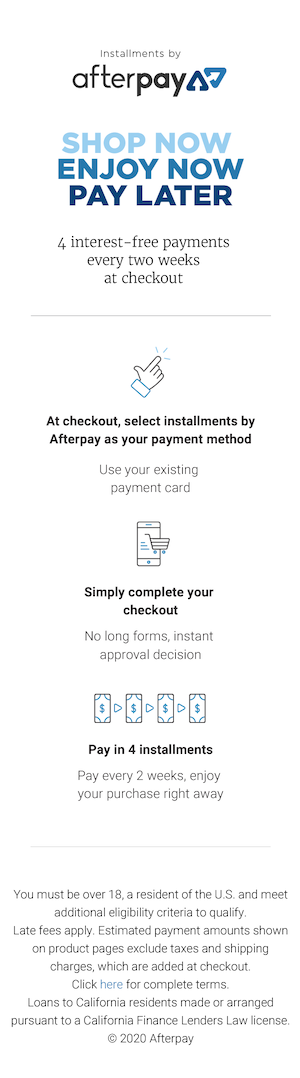 Installments by
afterpay
SHOP NOW
ENJOY NOW
PAY LATER
4 interest-free payments
every two weeks
at checkout
At checkout, select installments by
Afterpay as your payment method
Use your existing
payment card
Simply complete your
checkout
No long forms, instant
approval decision
$ $ $ $
Pay in 4 installments
Pay every 2 weeks, enjoy
your purchase right away
You must be over 18, a resident of the U.S. and meet
additional eligibility criteria to qualify.
Late fees apply. Estimated payment amounts shown
on product pages exclude taxes and shipping
charges, which are added at checkout.
Click here for complete terms.
Loans to California residents made or arranged
pursuant to a California Finance Lenders Law license.
© 2020 Afterpay